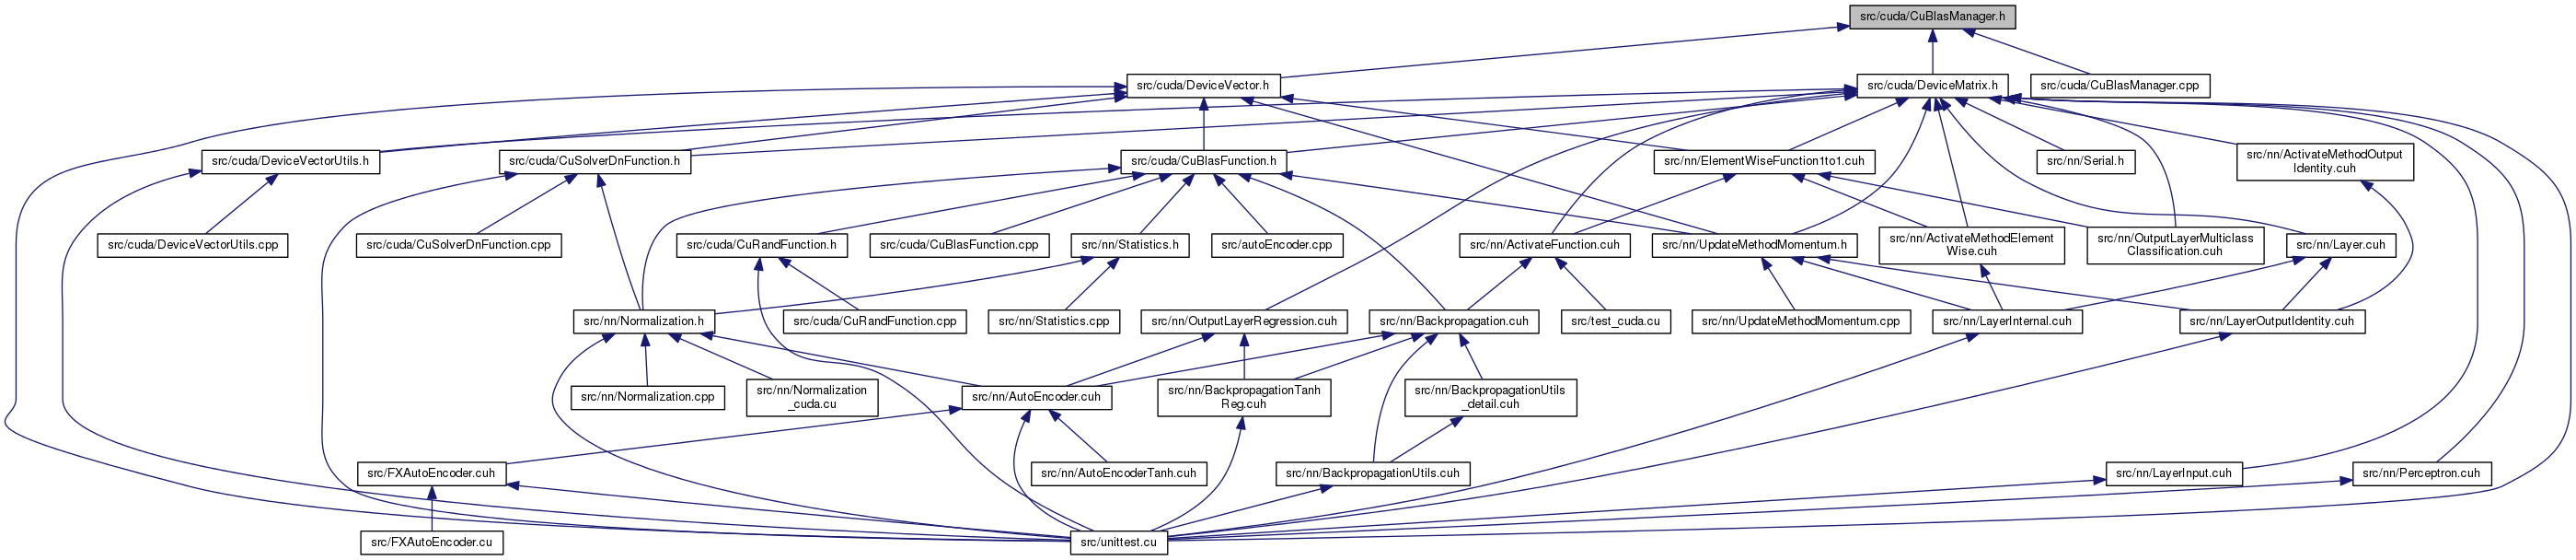 src/cuda/CuBlasManager.h
src/cuda/DeviceVector.h
src/cuda/DeviceMatrix.h
src/cuda/CuBlasManager.cpp
src/cuda/DeviceVectorUtils.h
src/cuda/CuSolverDnFunction.h
src/cuda/CuBlasFunction.h
src/nn/ElementWiseFunction1to1.cuh
src/nn/Serial.h
src/nn/ActivateMethodOutput
Identity.cuh
src/cuda/DeviceVectorUtils.cpp
src/cuda/CuSolverDnFunction.cpp
src/cuda/CuRandFunction.h
src/cuda/CuBlasFunction.cpp
src/nn/Statistics.h
src/autoEncoder.cpp
src/nn/ActivateFunction.cuh
src/nn/UpdateMethodMomentum.h
src/nn/ActivateMethodElement
Wise.cuh
src/nn/OutputLayerMulticlass
Classification.cuh
src/nn/Layer.cuh
src/nn/Normalization.h
src/cuda/CuRandFunction.cpp
src/nn/Statistics.cpp
src/nn/OutputLayerRegression.cuh
src/nn/Backpropagation.cuh
src/test_cuda.cu
src/nn/UpdateMethodMomentum.cpp
src/nn/LayerInternal.cuh
src/nn/LayerOutputIdentity.cuh
src/nn/Normalization.cpp
src/nn/Normalization
_cuda.cu
src/nn/AutoEncoder.cuh
src/nn/BackpropagationTanh
Reg.cuh
src/nn/BackpropagationUtils
_detail.cuh
src/FXAutoEncoder.cuh
src/nn/AutoEncoderTanh.cuh
src/nn/BackpropagationUtils.cuh
src/nn/LayerInput.cuh
src/nn/Perceptron.cuh
src/FXAutoEncoder.cu
src/unittest.cu